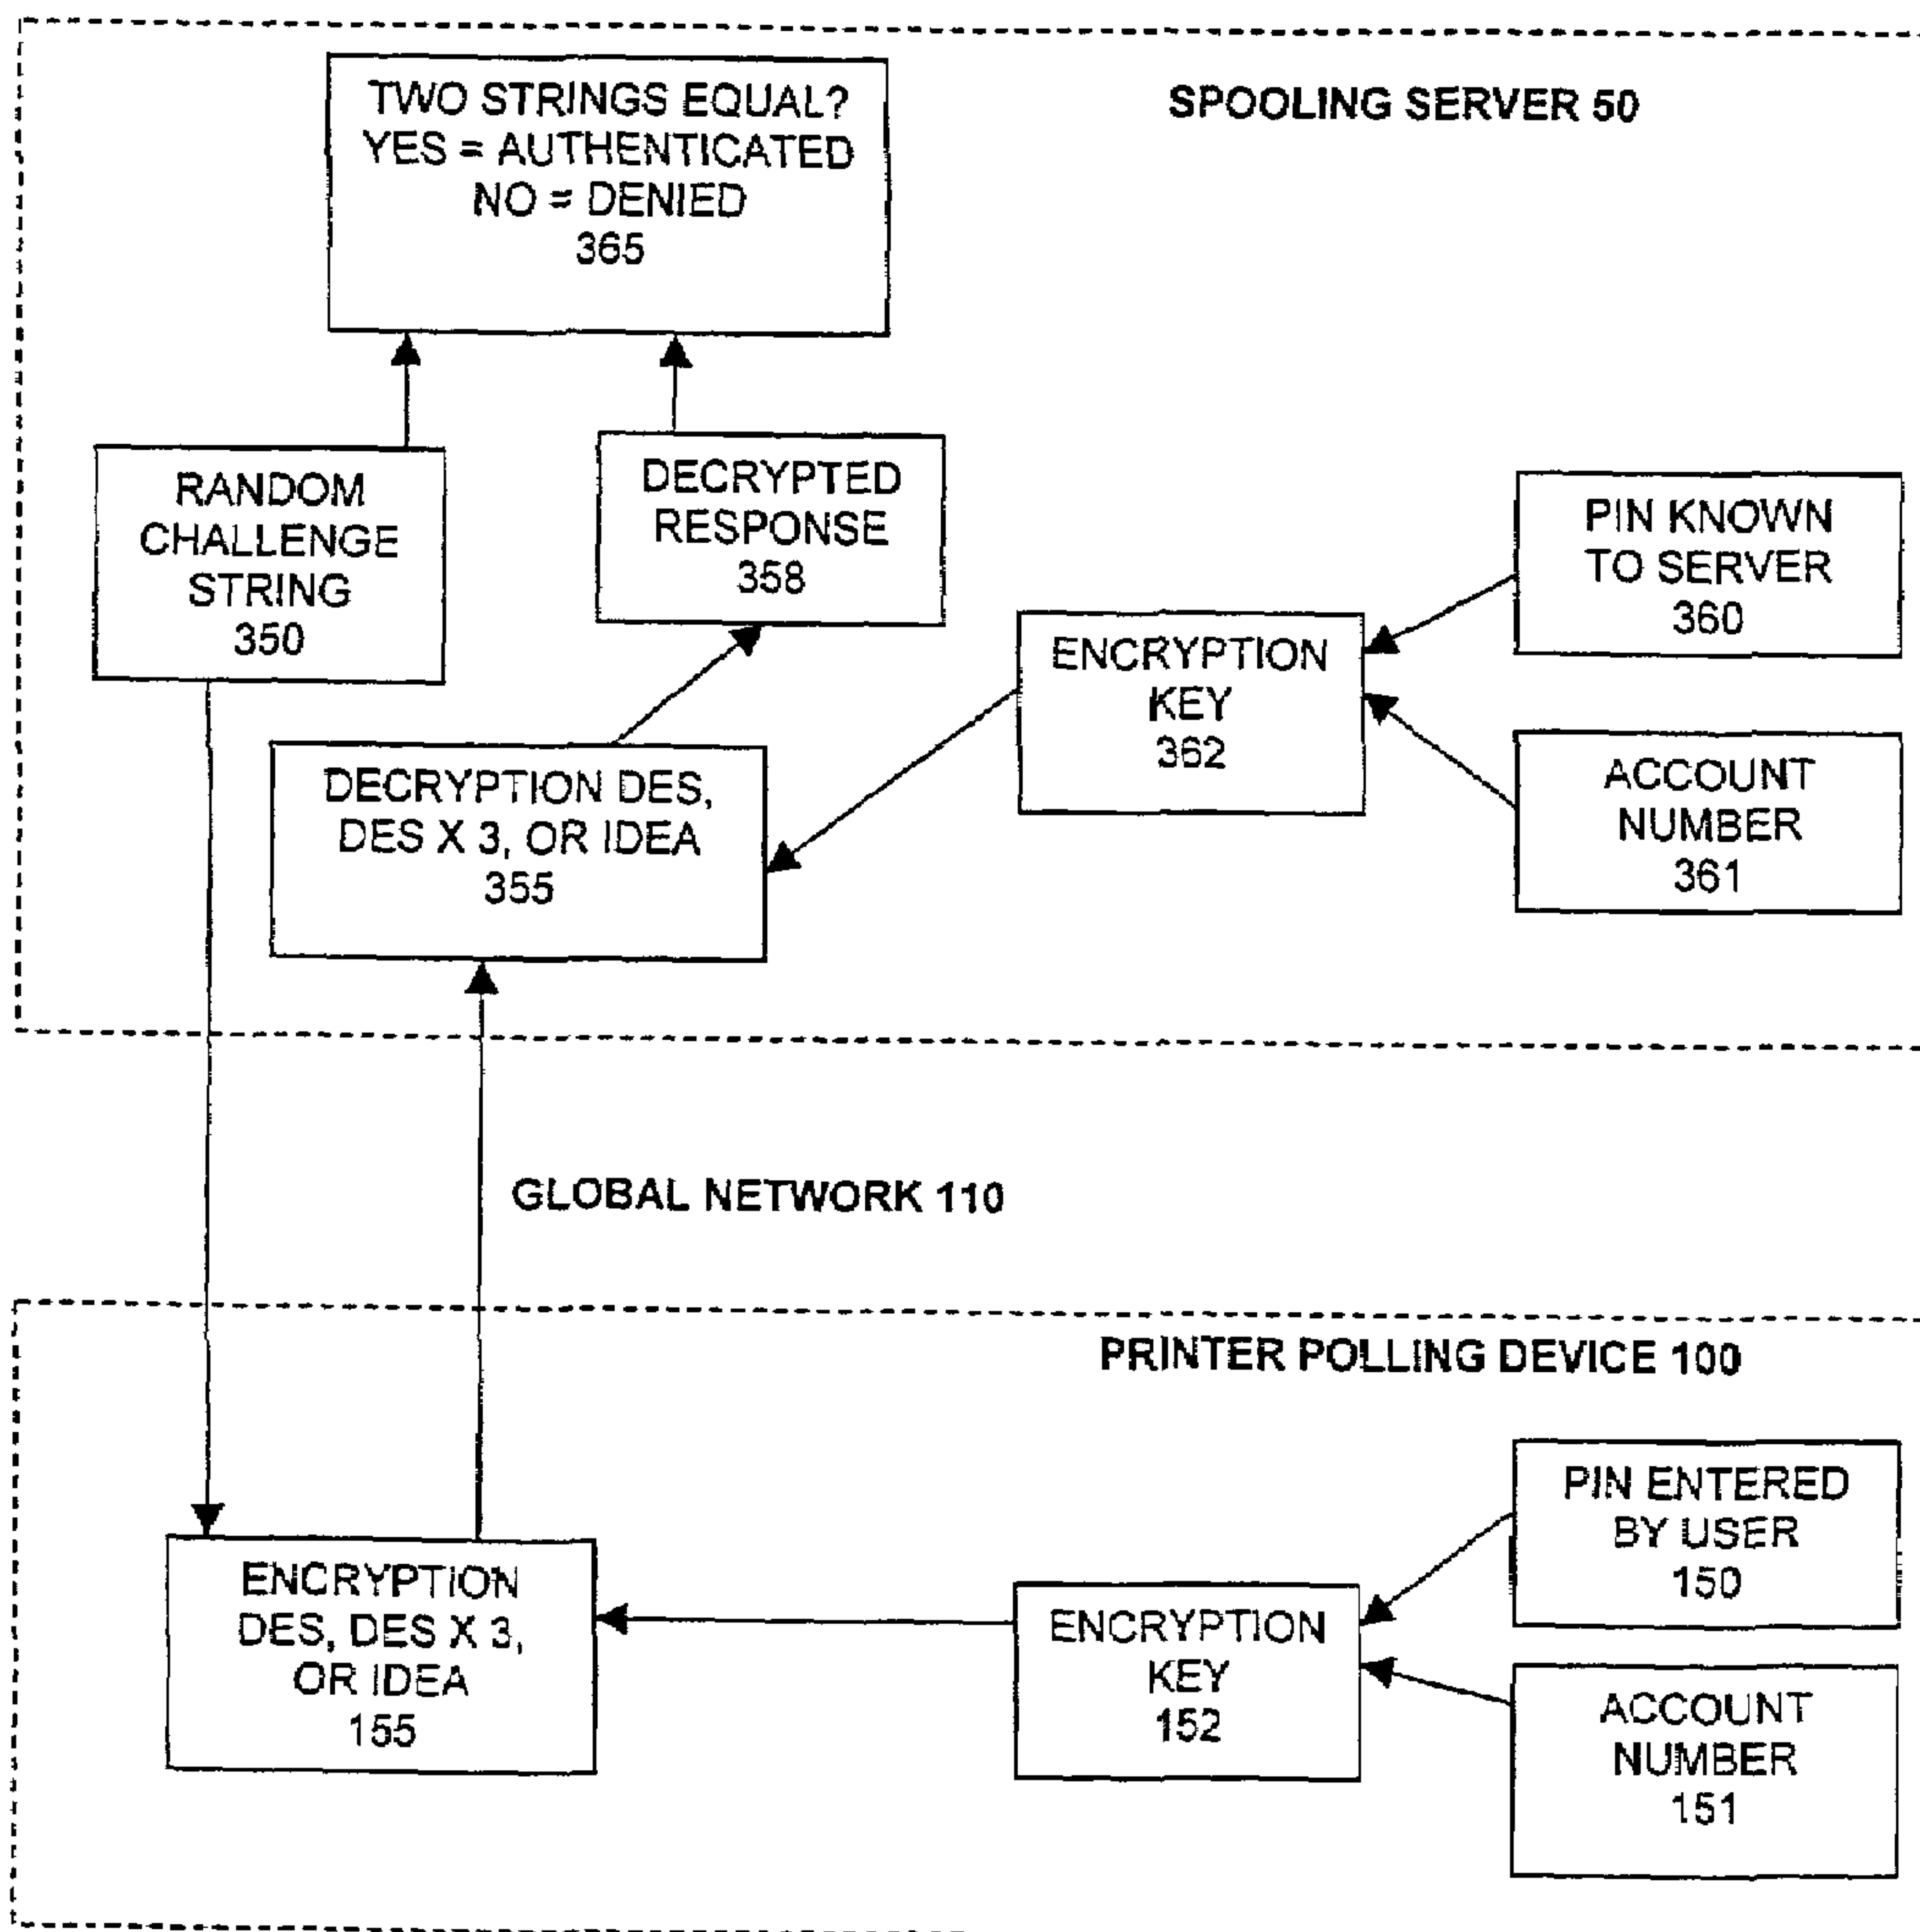 TWO STRINGS EQUAL?
YES = AUTHENTICATED
NO = DENIED
365
SPOOLING SERVER 50
RANDOM
CHALLENGE
STRING
350
DECRYPTED
RESPONSE
358
PIN KNOWN
TO SERVER
360
ENCRYPTION
KEY
362
DECRYPTION DES,
DES X 3, OR IDEA
355
ACCOUNT
NUMBER
361
GLOBAL NETWORK 110
PRINTER POLLING DEVICE 100
PIN ENTERED
BY USER
150
ENCRYPTION
DES, DES X 3,
OR IDEA
155
ENCRYPTION
KEY
152
ACCOUNT
NUMBER
151